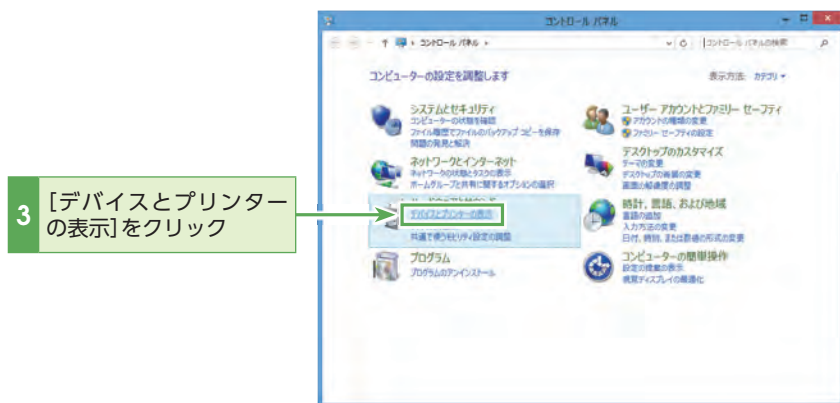 コントロール パネル
コントロール パネル
コントロール パネルの検索
コンピューターの設定を調整します
表示方法: カテゴリ
システムとセキュリティ
コンピューターの状態を確認
ファイル履歴でファイルのバックアップ コピーを保存
問題の発見と解決
ネットワークとインターネット
ネットワークの状態とタスクの表示
ホームグループと共有に関するオプションの選択
ハードウェアとサウンド
デバイスとプリンターの表示
共通で使うモビリティ設定の調整
プログラム
プログラムのアンインストール
ユーザー アカウントとファミリー セーフティ
アカウントの種類の変更
ファミリー セーフティの設定
デスクトップのカスタマイズ
テーマの変更
デスクトップの背景の変更
画面の解像度の調整
時計、言語、および地域
言語の追加
入力方法の変更
日付、時刻、または数値の形式の変更
コンピューターの簡単操作
設定の提案の表示
視覚ディスプレイの最適化
3
[デバイスとプリンター
の表示]をクリック